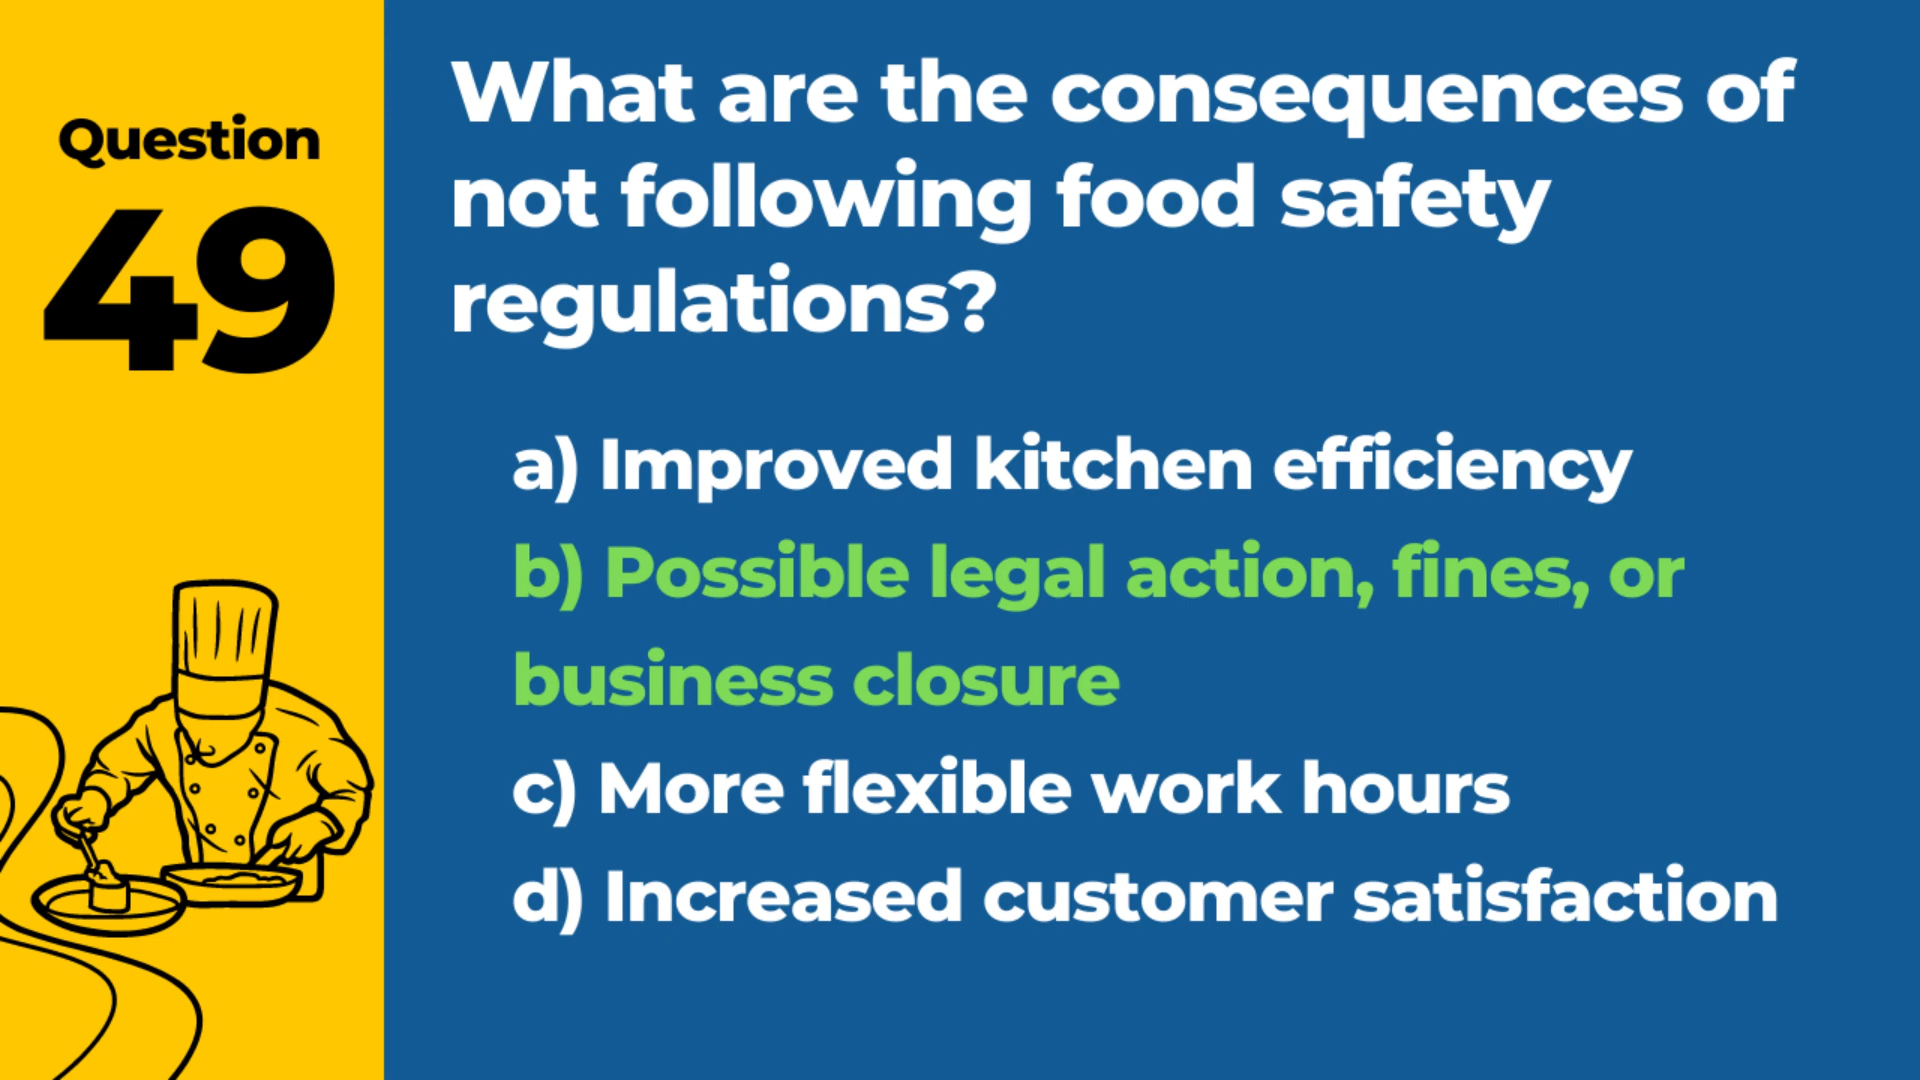 Question
49
What are the consequences of
not following food safety
regulations?
a) Improved kitchen efficiency
b) Possible legal action, fines, or
business closure
c) More flexible work hours
d) Increased customer satisfaction